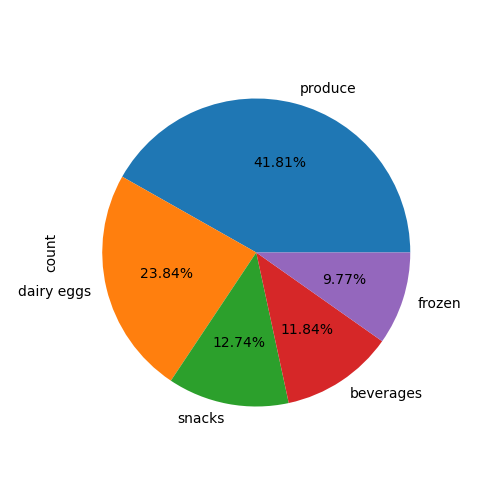 produce
41.81%
count
23.84%
dairy eggs
9.77%
frozen
12.74%
11.84%
beverages
snacks